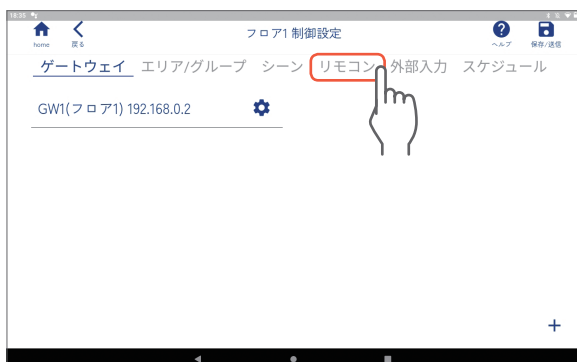 18:35
フロア1 制御設定
home 戻る ヘルプ 保存/送信
ゲートウェイ エリア/グループ シーン リモコン 外部入力 スケジュール
GW1(フロア1) 192.168.0.2
+